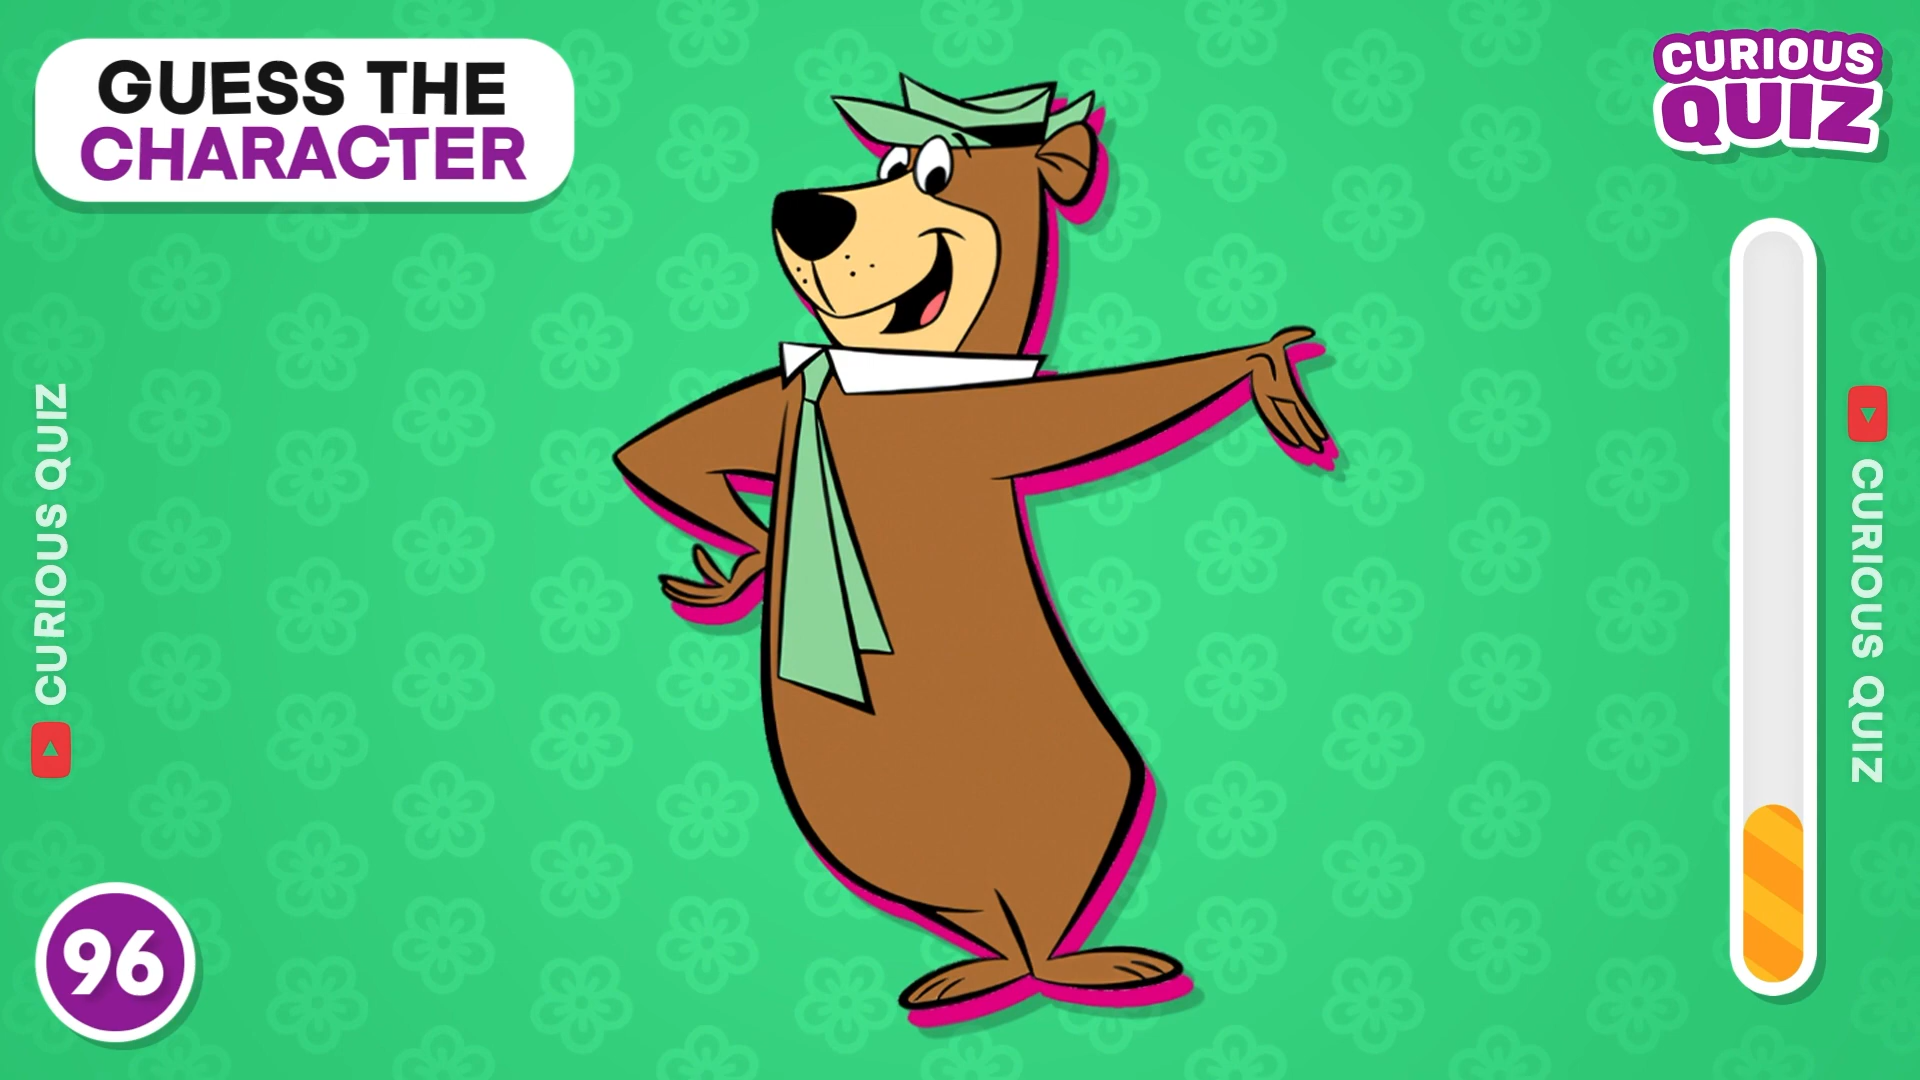 GUESS THE
CHARACTER
CURIOUS
QUIZ
CURIOUS QUIZ
CURIOUS QUIZ
96